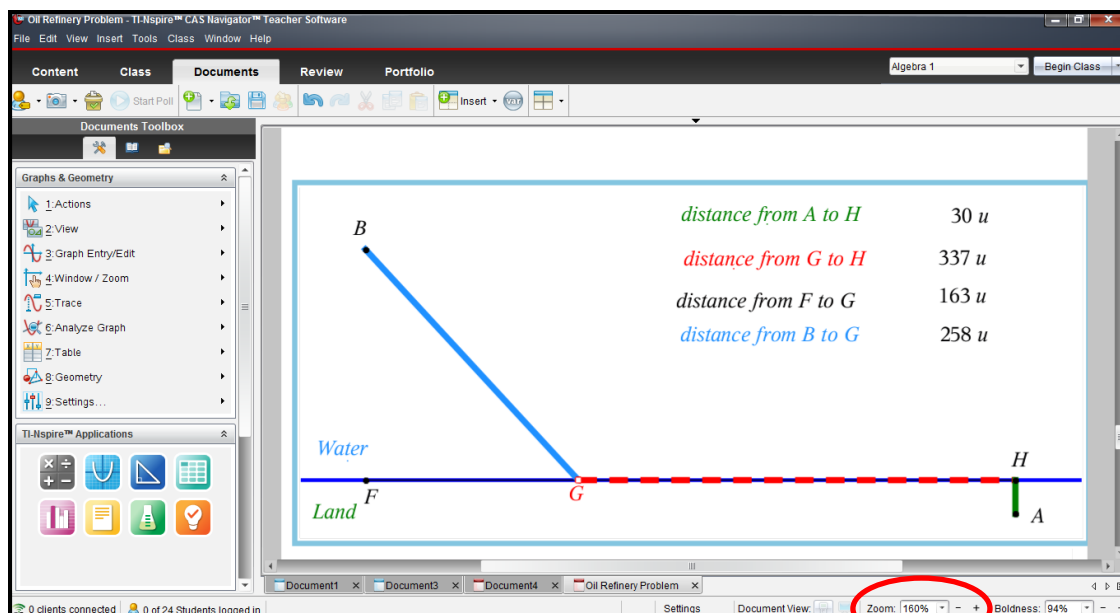 Oil Refinery Problem - TI-Nspire™ CAS Navigator™ Teacher Software
File Edit View Insert Tools Class Window Help
Content Class Documents Review Portfolio
Algebra 1 Begin Class
Start Poll Insert var
Documents Toolbox
Graphs & Geometry
1:Actions
2:View
3:Graph Entry/Edit
4:Window / Zoom
5:Trace
6:Analyze Graph
7:Table
8:Geometry
9:Settings...
TI-Nspire™ Applications
distance from A to H 30 u
distance from G to H 337 u
distance from F to G 163 u
distance from B to G 258 u
B
Water
H
F
G
Land
A
Document1 Document3 Document4 Oil Refinery Problem
0 clients connected 0 of 24 Students logged in Settings Document View: Zoom: 160% - + Boldness: 94%